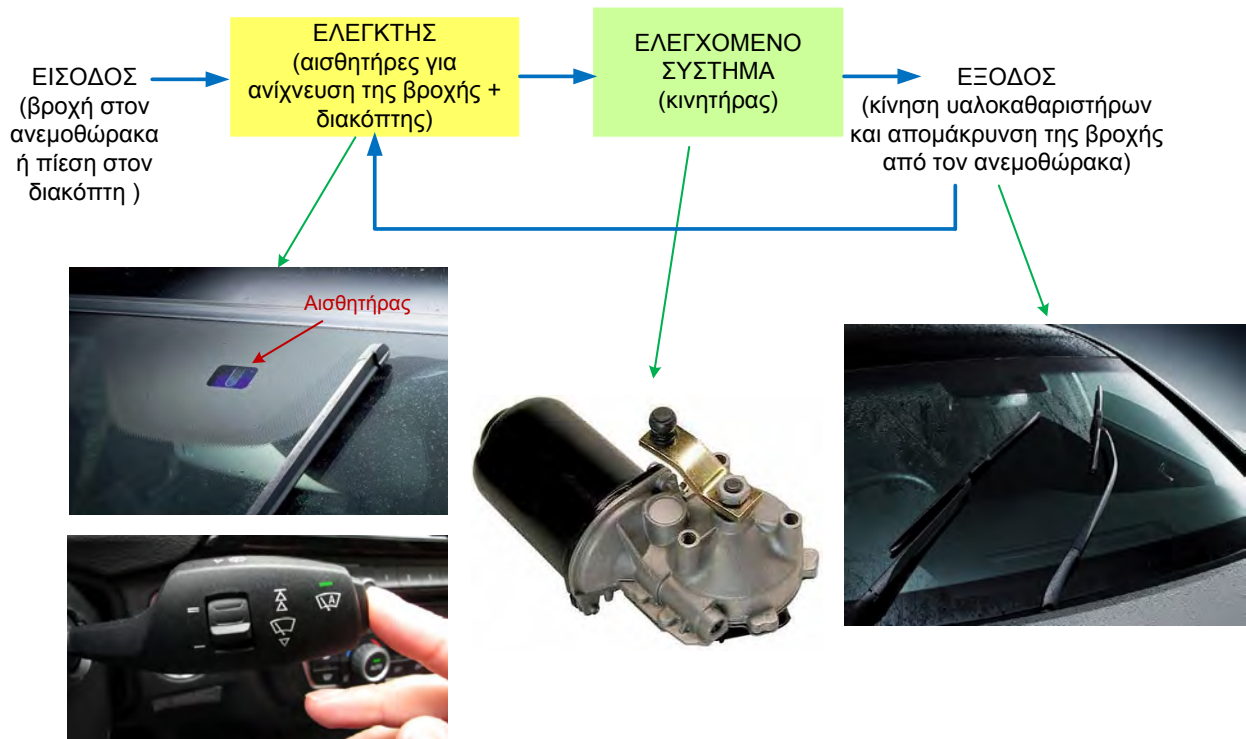 ΕΙΣΟΔΟΣ
(βροχή στον
ανεμοθώρακα
ή πίεση στον
διακόπτη )
ΕΛΕΓΚΤΗΣ
(αισθητήρες για
ανίχνευση της βροχής +
διακόπτης)
ΕΛΕΓΧΟΜΕΝΟ
ΣΥΣΤΗΜΑ
(κινητήρας)
ΕΞΟΔΟΣ
(κίνηση υαλοκαθαριστήρων
και απομάκρυνση της βροχής
από τον ανεμοθώρακα)
Αισθητήρας
A